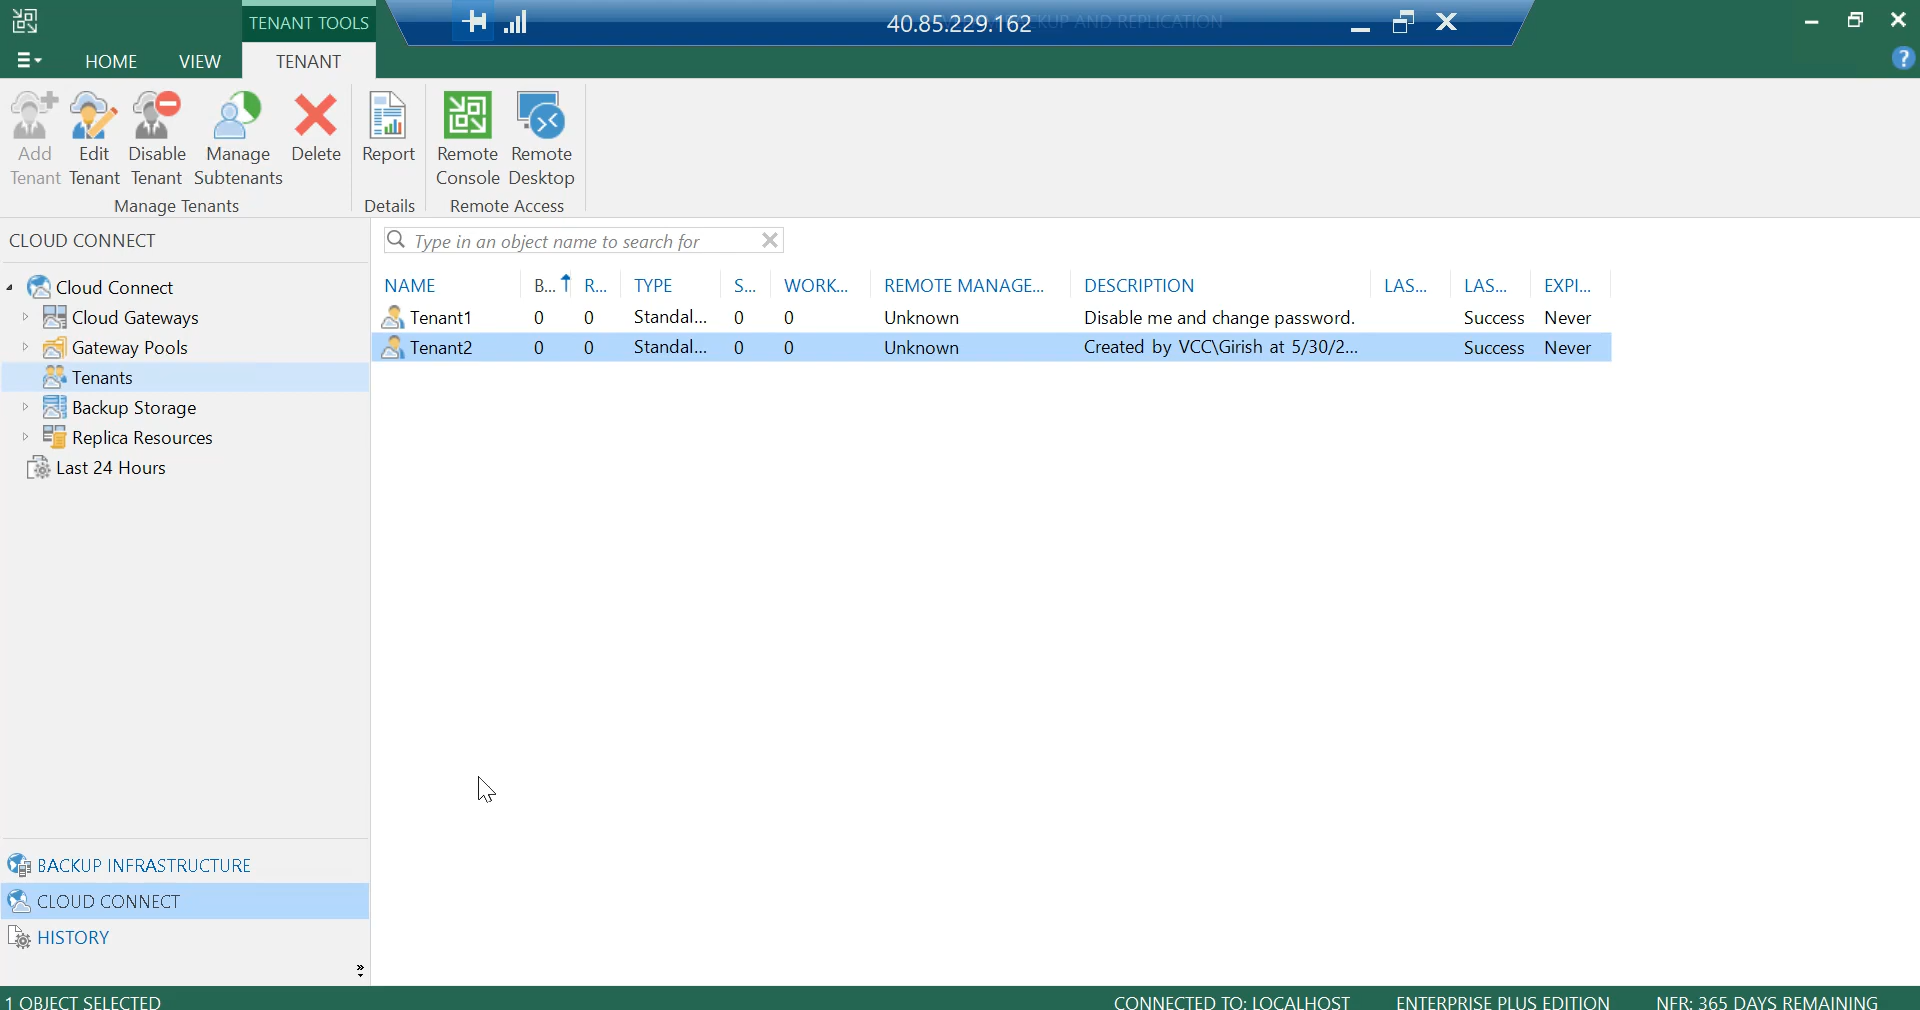 TENANT TOOLS
40.85.229.162
KUP AND REPLICATION
HOME VIEW TENANT
Add Tenant
Edit Tenant
Disable Tenant
Manage Subtenants
Delete
Report
Remote Console
Remote Desktop
Manage Tenants
Details
Remote Access
CLOUD CONNECT
Type in an object name to search for
Cloud Connect
Cloud Gateways
Gateway Pools
Tenants
Backup Storage
Replica Resources
Last 24 Hours
NAME B... R... TYPE S... WORK... REMOTE MANAGE... DESCRIPTION LAS... LAS... EXPI...
Tenant1 0 0 Standal... 0 0 Unknown Disable me and change password. Success Never
Tenant2 0 0 Standal... 0 0 Unknown Created by VCC\Girish at 5/30/2... Success Never
BACKUP INFRASTRUCTURE
CLOUD CONNECT
HISTORY
1 OBJECT SELECTED
CONNECTED TO: LOCALHOST
ENTERPRISE PLUS EDITION
NFR: 365 DAYS REMAINING